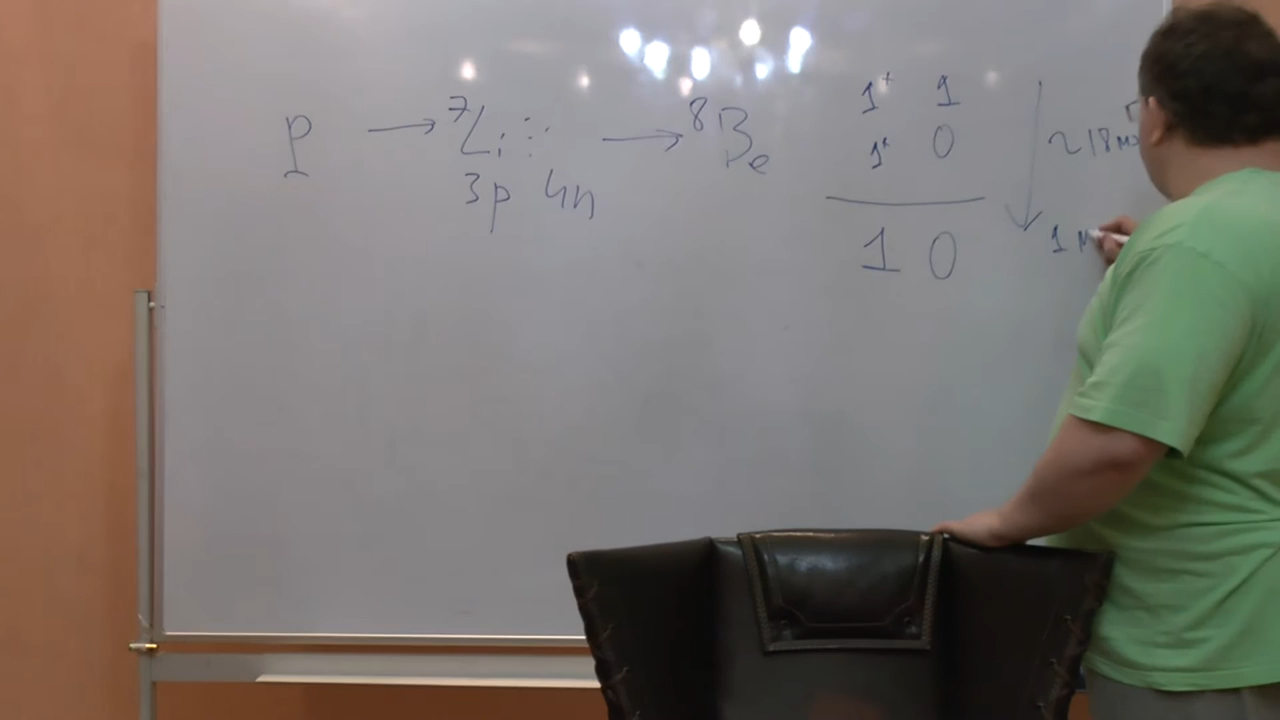 p → ⁷Li → ⁸Be
3p 4n
1⁺ 1
1⁺ 0
~18
1 0
1